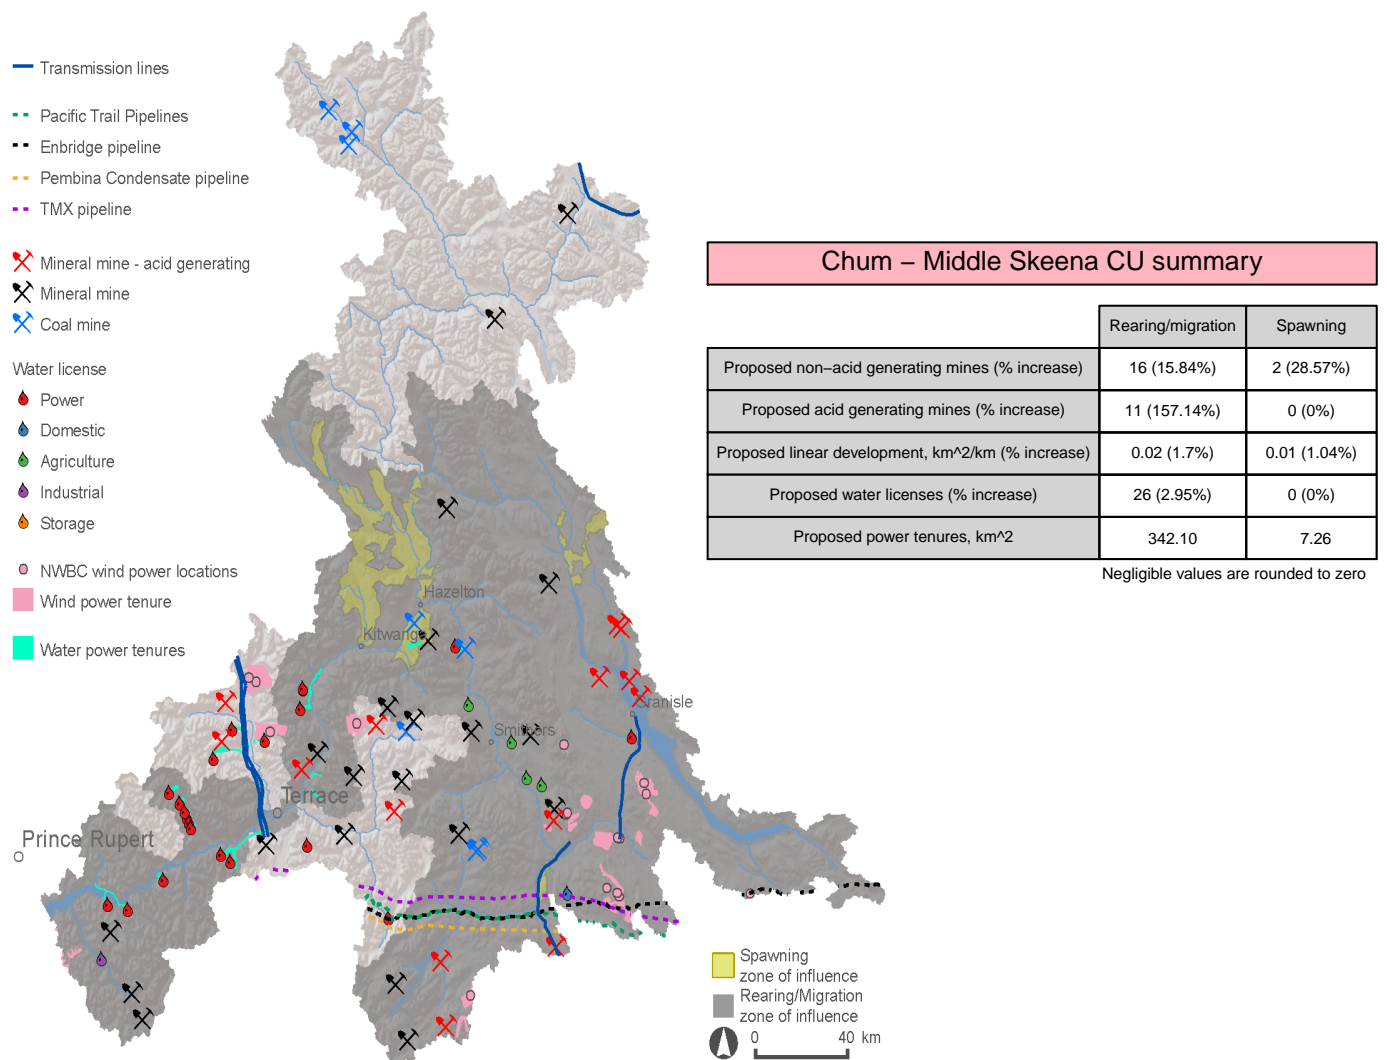 Transmission lines
Pacific Trail Pipelines
Enbridge pipeline
Pembina Condensate pipeline
TMX pipeline
Mineral mine - acid generating
Mineral mine
Coal mine
Water license
Power
Domestic
Agriculture
Industrial
Storage
NWBC wind power locations
Wind power tenure
Water power tenures
Hazelton
Kitwanga
Granisle
Smithers
Terrace
Prince Rupert
Chum – Middle Skeena CU summary
Rearing/migration Spawning
Proposed non–acid generating mines (% increase) 16 (15.84%) 2 (28.57%)
Proposed acid generating mines (% increase) 11 (157.14%) 0 (0%)
Proposed linear development, km^2/km (% increase) 0.02 (1.7%) 0.01 (1.04%)
Proposed water licenses (% increase) 26 (2.95%) 0 (0%)
Proposed power tenures, km^2 342.10 7.26
Negligible values are rounded to zero
Spawning
zone of influence
Rearing/Migration
zone of influence
0 40 km